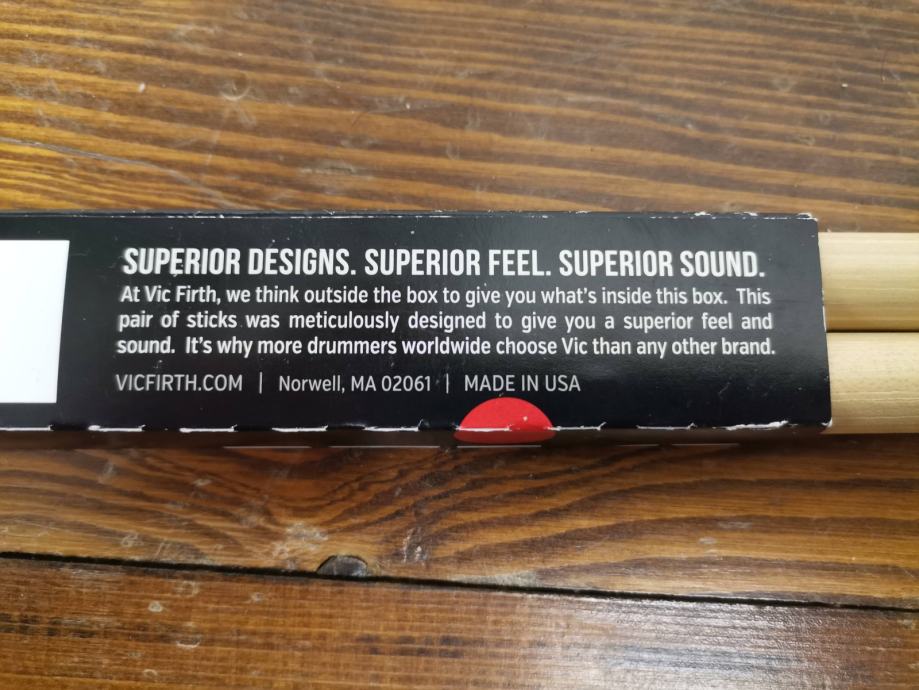 SUPERIOR DESIGNS. SUPERIOR FEEL. SUPERIOR SOUND.
At Vic Firth, we think outside the box to give you what's inside this box. This
pair of sticks was meticulously designed to give you a superior feel and
sound. It's why more drummers worldwide choose Vic than any other brand.
VICFIRTH.COM | Norwell, MA 02061 | MADE IN USA